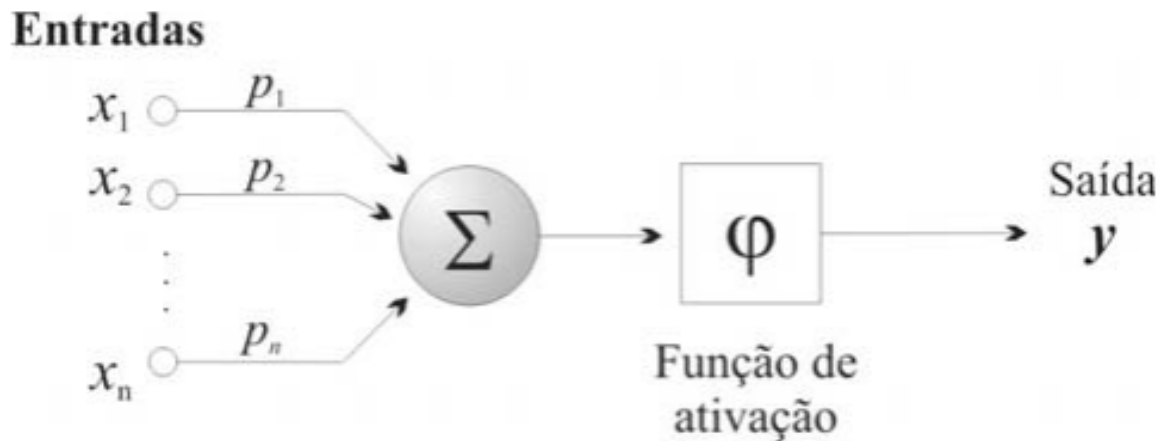 Entradas
x1 p1
x2 p2
Σ φ
Saída
y
xn pn
Função de
ativação